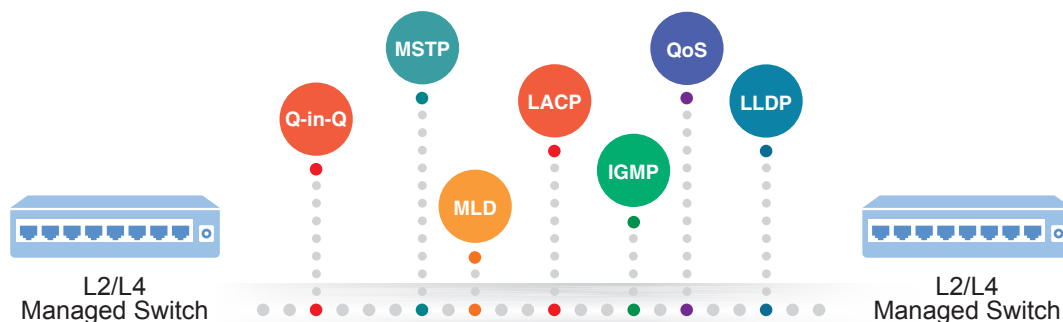 MSTP
QoS
LACP
LLDP
Q-in-Q
IGMP
MLD
L2/L4
Managed Switch
L2/L4
Managed Switch